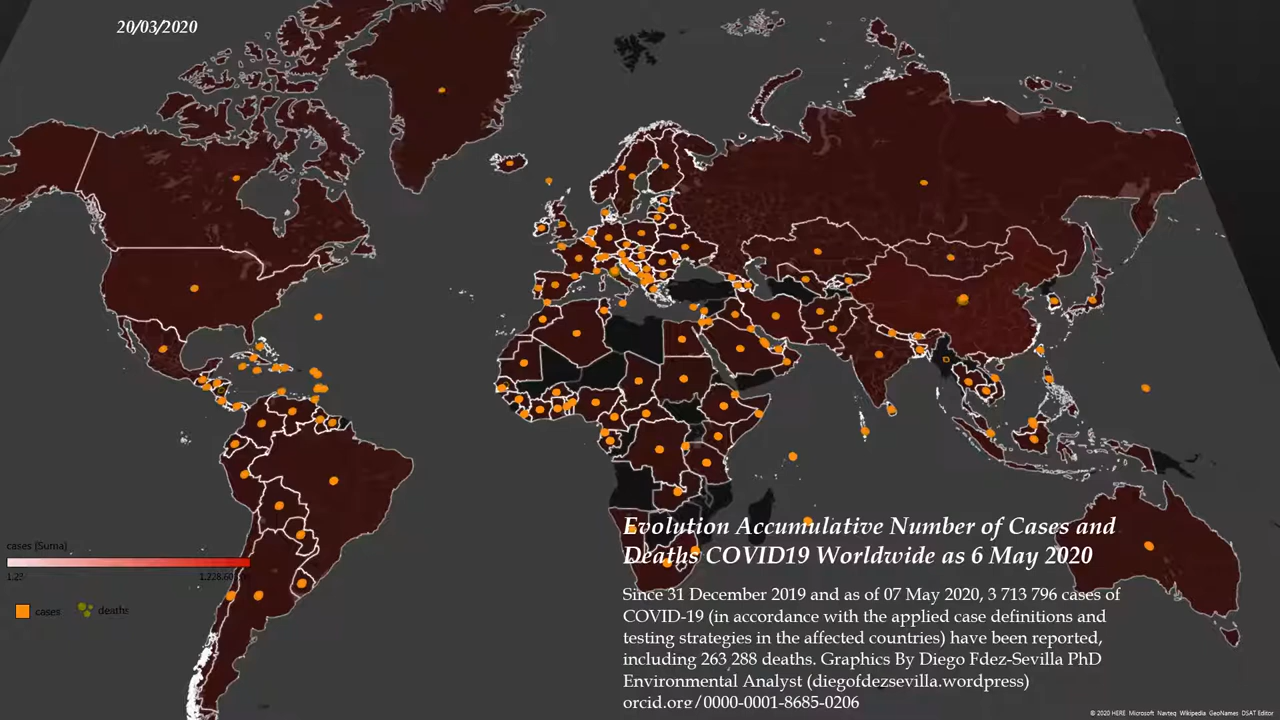 20/03/2020
Evolution Accumulative Number of Cases and
Deaths COVID19 Worldwide as 6 May 2020
Since 31 December 2019 and as of 07 May 2020, 3 713 796 cases of
COVID-19 (in accordance with the applied case definitions and
testing strategies in the affected countries) have been reported,
including 263 288 deaths. Graphics By Diego Fdez-Sevilla PhD
Environmental Analyst (diegofdezsevilla.wordpress)
orcid.org/0000-0001-8685-0206
cases (Suma)
cases deaths
© 2020 HERE Microsoft Navteq Wikipedia GeoNames DSAT Editor